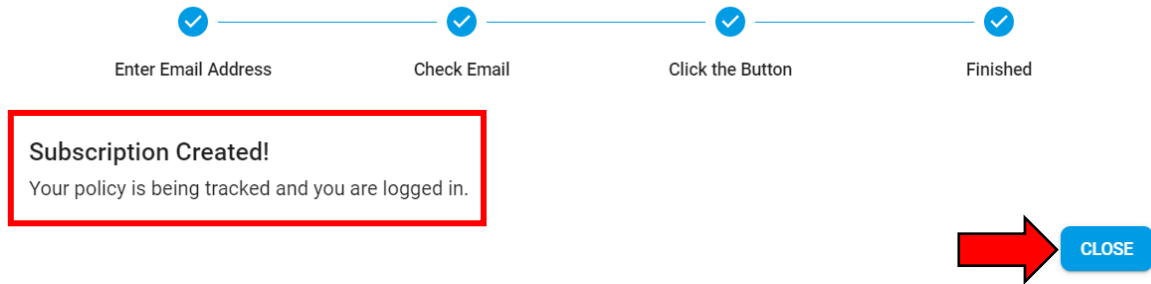 Enter Email Address
Check Email
Click the Button
Finished
Subscription Created!
Your policy is being tracked and you are logged in.
CLOSE